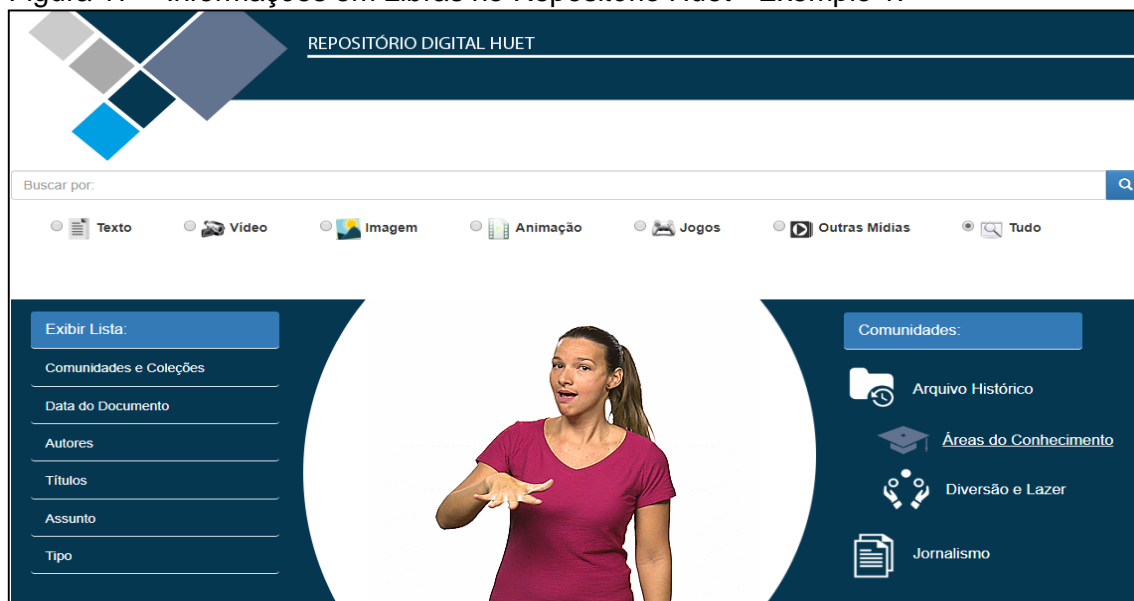 REPOSITÓRIO DIGITAL HUET
Buscar por:
Texto Vídeo Imagem Animação Jogos Outras Mídias Tudo
Exibir Lista:
Comunidades e Coleções
Data do Documento
Autores
Títulos
Assunto
Tipo
Comunidades:
Arquivo Histórico
Áreas do Conhecimento
Diversão e Lazer
Jornalismo